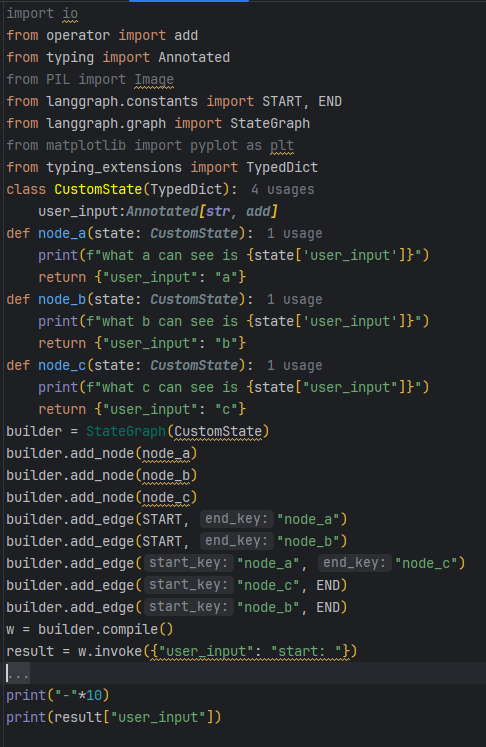 import io
from operator import add
from typing import Annotated
from PIL import Image
from langgraph.constants import START, END
from langgraph.graph import StateGraph
from matplotlib import pyplot as plt
from typing_extensions import TypedDict
class CustomState(TypedDict): 4 usages
    user_input:Annotated[str, add]
def node_a(state: CustomState): 1 usage
    print(f"what a can see is {state['user_input']}")
    return {"user_input": "a"}
def node_b(state: CustomState): 1 usage
    print(f"what b can see is {state['user_input']}")
    return {"user_input": "b"}
def node_c(state: CustomState): 1 usage
    print(f"what c can see is {state["user_input"]}")
    return {"user_input": "c"}
builder = StateGraph(CustomState)
builder.add_node(node_a)
builder.add_node(node_b)
builder.add_node(node_c)
builder.add_edge(START, end_key: "node_a")
builder.add_edge(START, end_key: "node_b")
builder.add_edge( start_key: "node_a", end_key: "node_c")
builder.add_edge( start_key: "node_c", END)
builder.add_edge( start_key: "node_b", END)
w = builder.compile()
result = w.invoke({"user_input": "start: "})
...
print("-"*10)
print(result["user_input"])